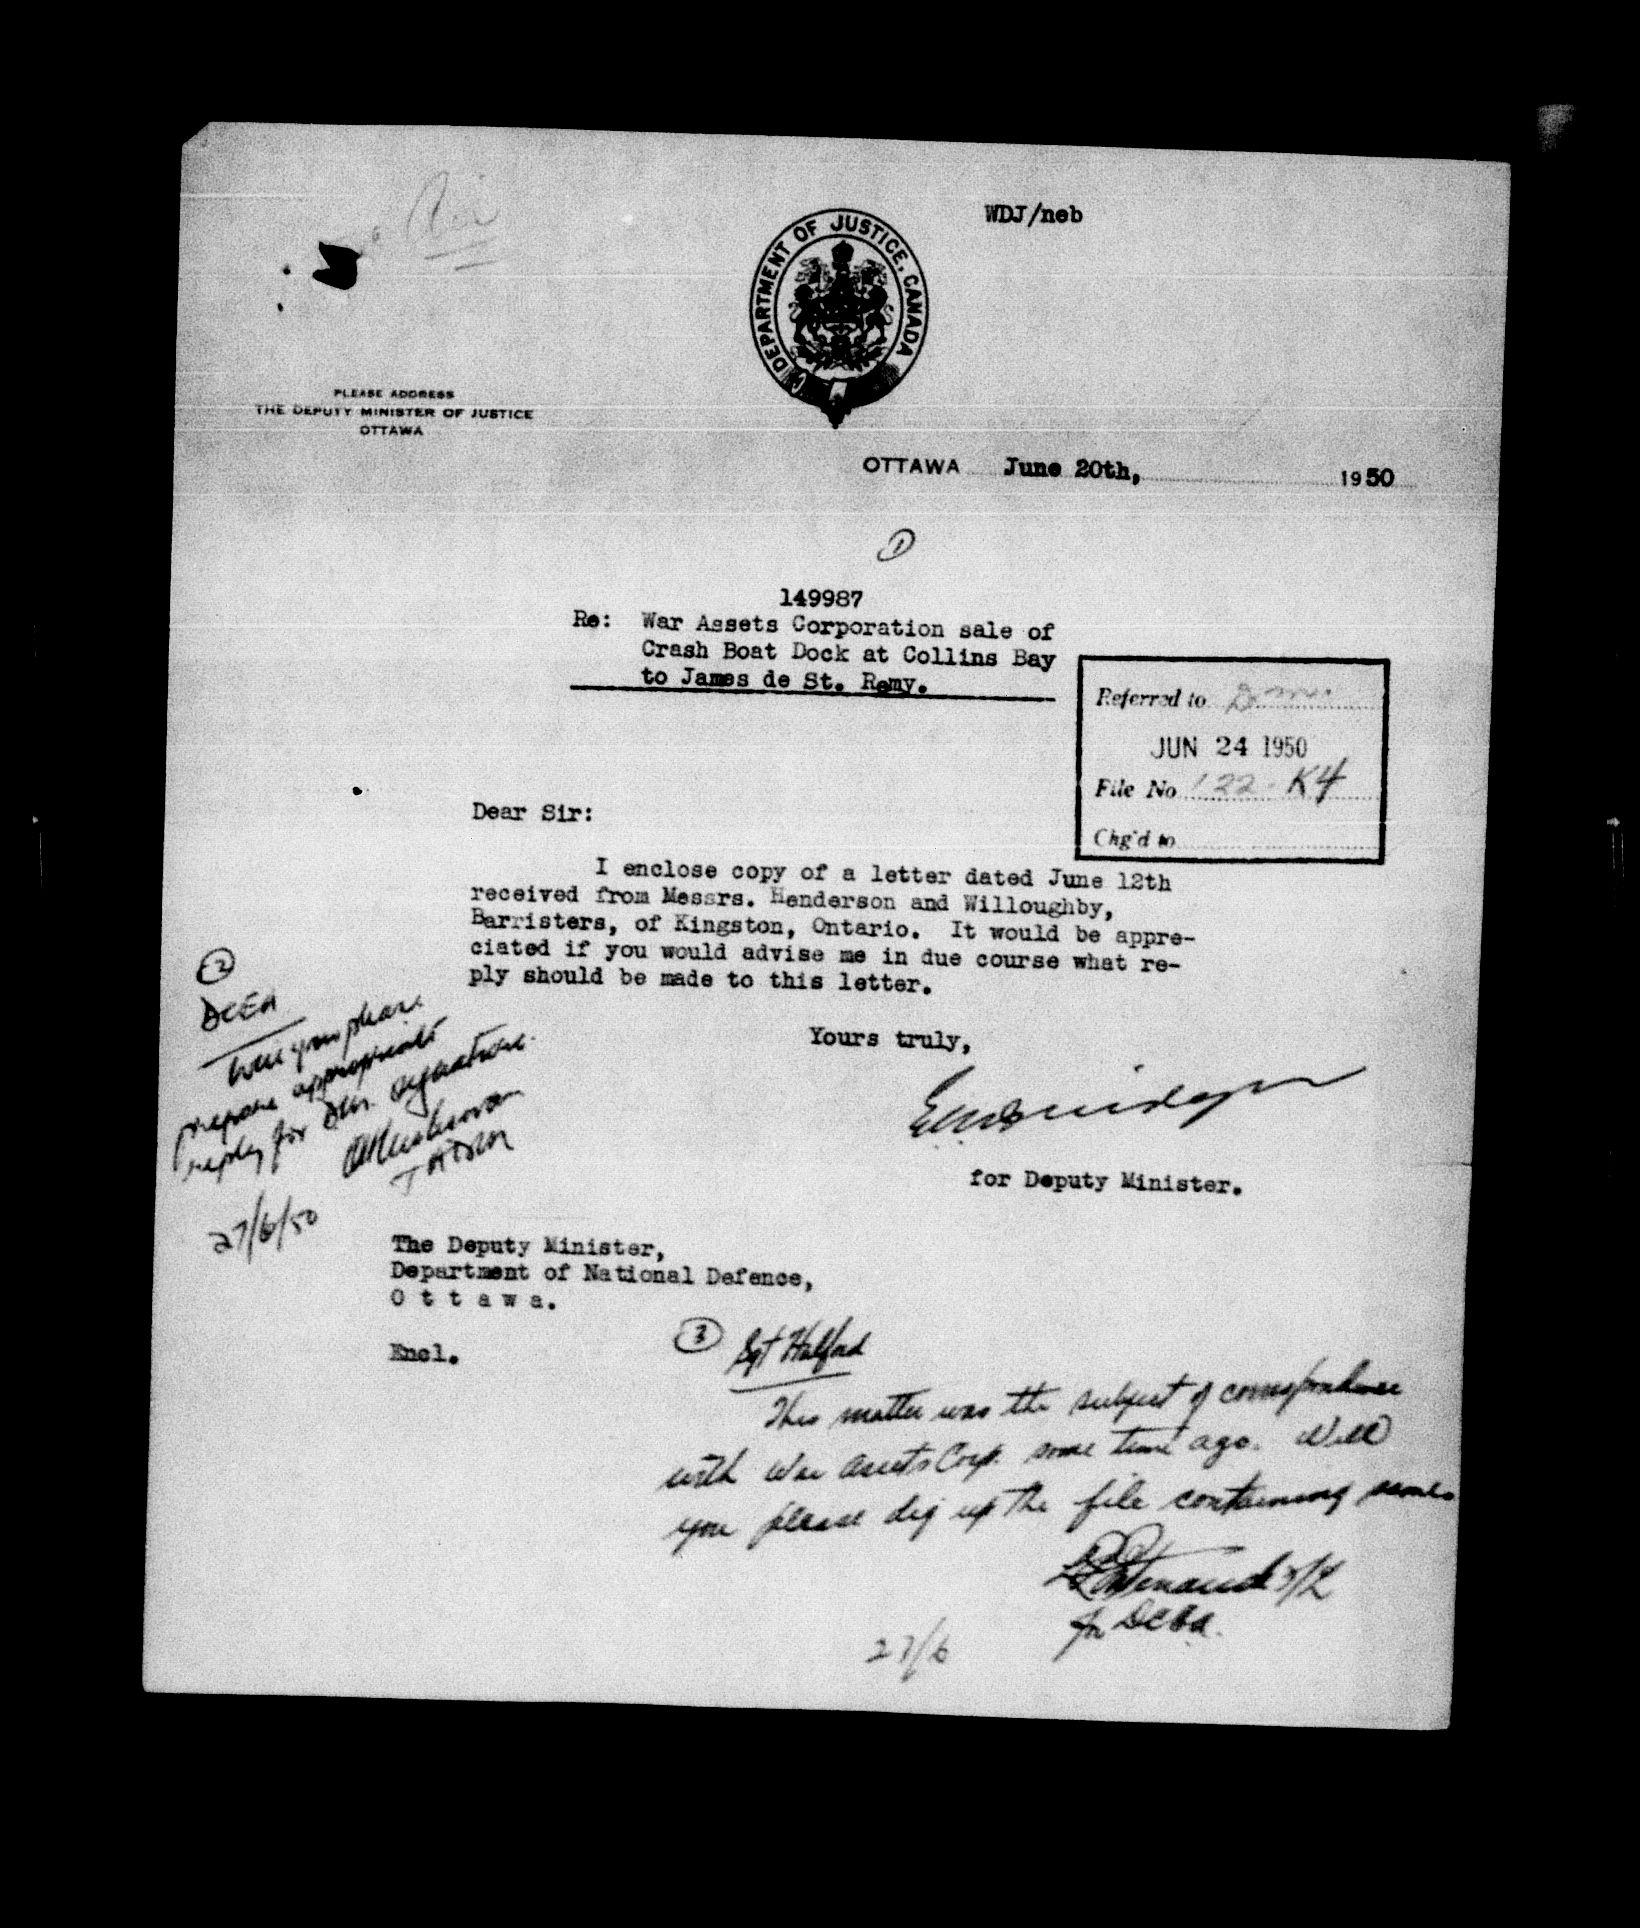 Air
WDJ/neb
DEPARTMENT OF JUSTICE, CANADA
PLEASE ADDRESS
THE DEPUTY MINISTER OF JUSTICE
OTTAWA
OTTAWA June 20th, 1950
1
149987
Re: War Assets Corporation sale of
Crash Boat Dock at Collins Bay
to James de St. Remy.
Referred to
JUN 24 1950
File No 122-K4
Chg'd to
Dear Sir:
I enclose copy of a letter dated June 12th
received from Messrs. Henderson and Willoughby,
Barristers, of Kingston, Ontario. It would be appre-
ciated if you would advise me in due course what re-
ply should be made to this letter.
Yours truly,
for Deputy Minister.
2
DCEA
Will you please
prepare appropriate
reply for DM. signature.
27/6/50
The Deputy Minister,
Department of National Defence,
O t t a w a.
Encl.
3 Sgt Halford
This matter was the subject of correspondence
with War Assets Corp. some time ago. Will
you please dig up the file containing same.
for DCEA.
27/6